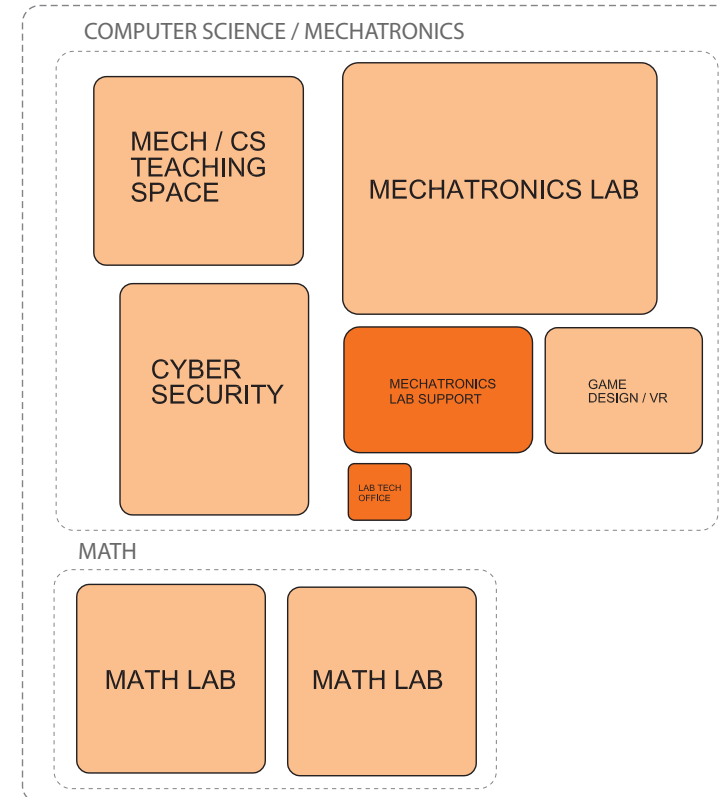 COMPUTER SCIENCE / MECHATRONICS
MECH / CS
TEACHING
SPACE
MECHATRONICS LAB
CYBER
SECURITY
MECHATRONICS
LAB SUPPORT
GAME
DESIGN / VR
LAB TECH
OFFICE
MATH
MATH LAB
MATH LAB